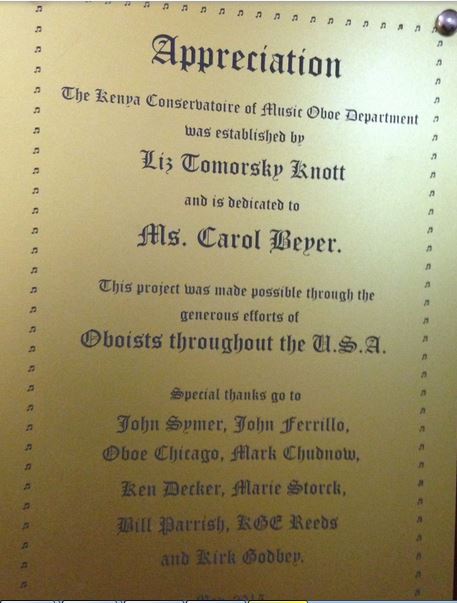 Appreciation
The Kenya Conservatoire of Music Oboe Department
was established by
Liz Tomorsky Knott
and is dedicated to
Ms. Carol Beyer.
This project was made possible through the
generous efforts of
Oboists throughout the U.S.A.
Special thanks go to
John Symer, John Ferrillo,
Oboe Chicago, Mark Chudnow,
Ken Decker, Marie Storck,
Bill Parrish, KGE Reeds
and Kirk Godbey.